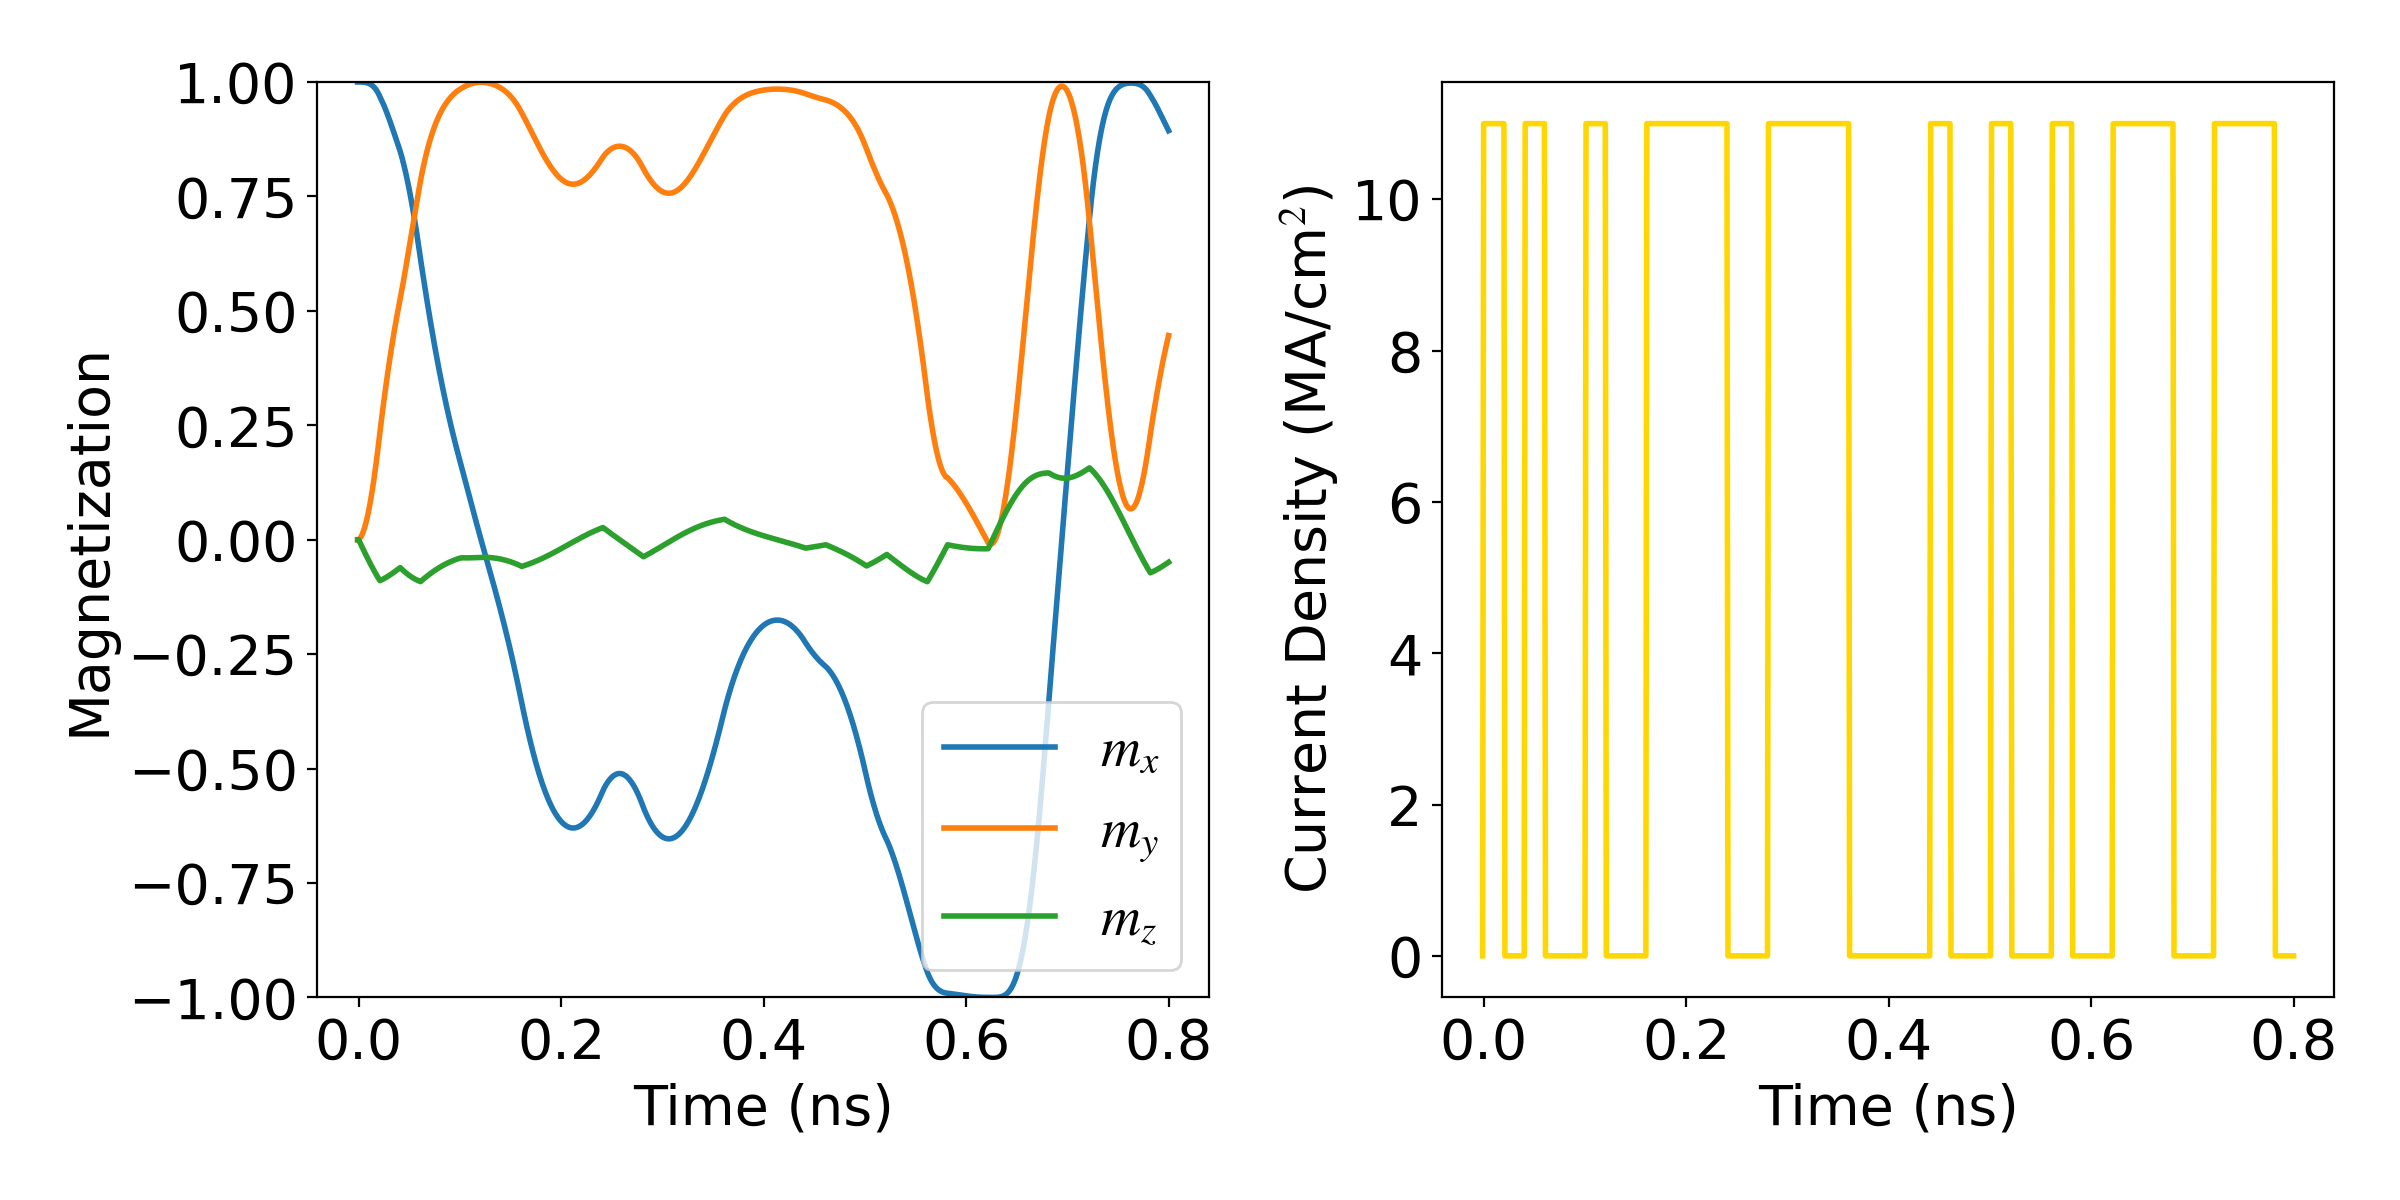 Magnetization
1.00
0.75
0.50
0.25
0.00
−0.25
−0.50
−0.75
−1.00
0.0 0.2 0.4 0.6 0.8
Time (ns)
m_x
m_y
m_z
Current Density (MA/cm²)
10
8
6
4
2
0
0.0 0.2 0.4 0.6 0.8
Time (ns)